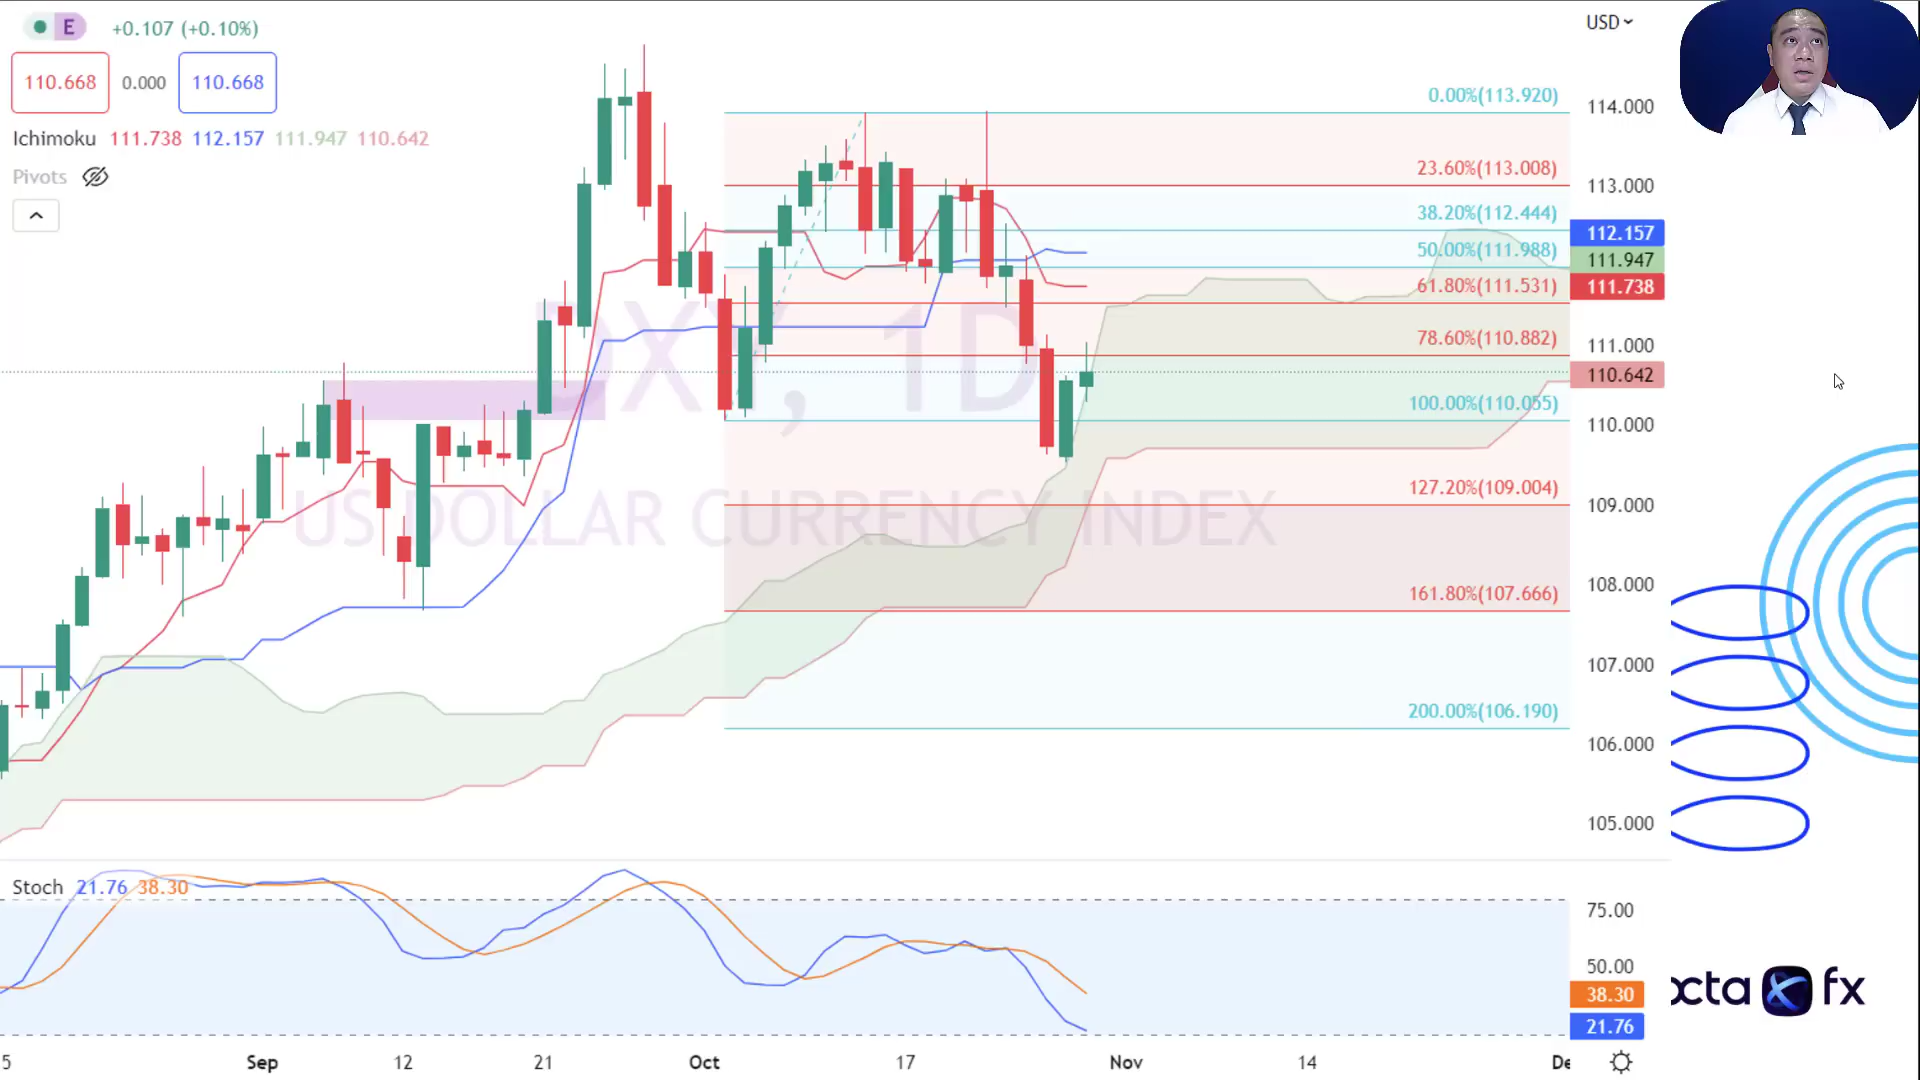 E +0.107 (+0.10%)
110.668 0.000 110.668
Ichimoku 111.738 112.157 111.947 110.642
Pivots
USD
0.00%(113.920)
23.60%(113.008)
38.20%(112.444)
50.00%(111.988)
61.80%(111.531)
78.60%(110.882)
100.00%(110.055)
127.20%(109.004)
161.80%(107.666)
200.00%(106.190)
DXY, 1D
US DOLLAR CURRENCY INDEX
114.000
113.000
112.157
111.947
111.738
111.000
110.642
110.000
109.000
108.000
107.000
106.000
105.000
Stoch 21.76 38.30
75.00
50.00
38.30
21.76
5 Sep 12 21 Oct 17 Nov 14 De
octa fx